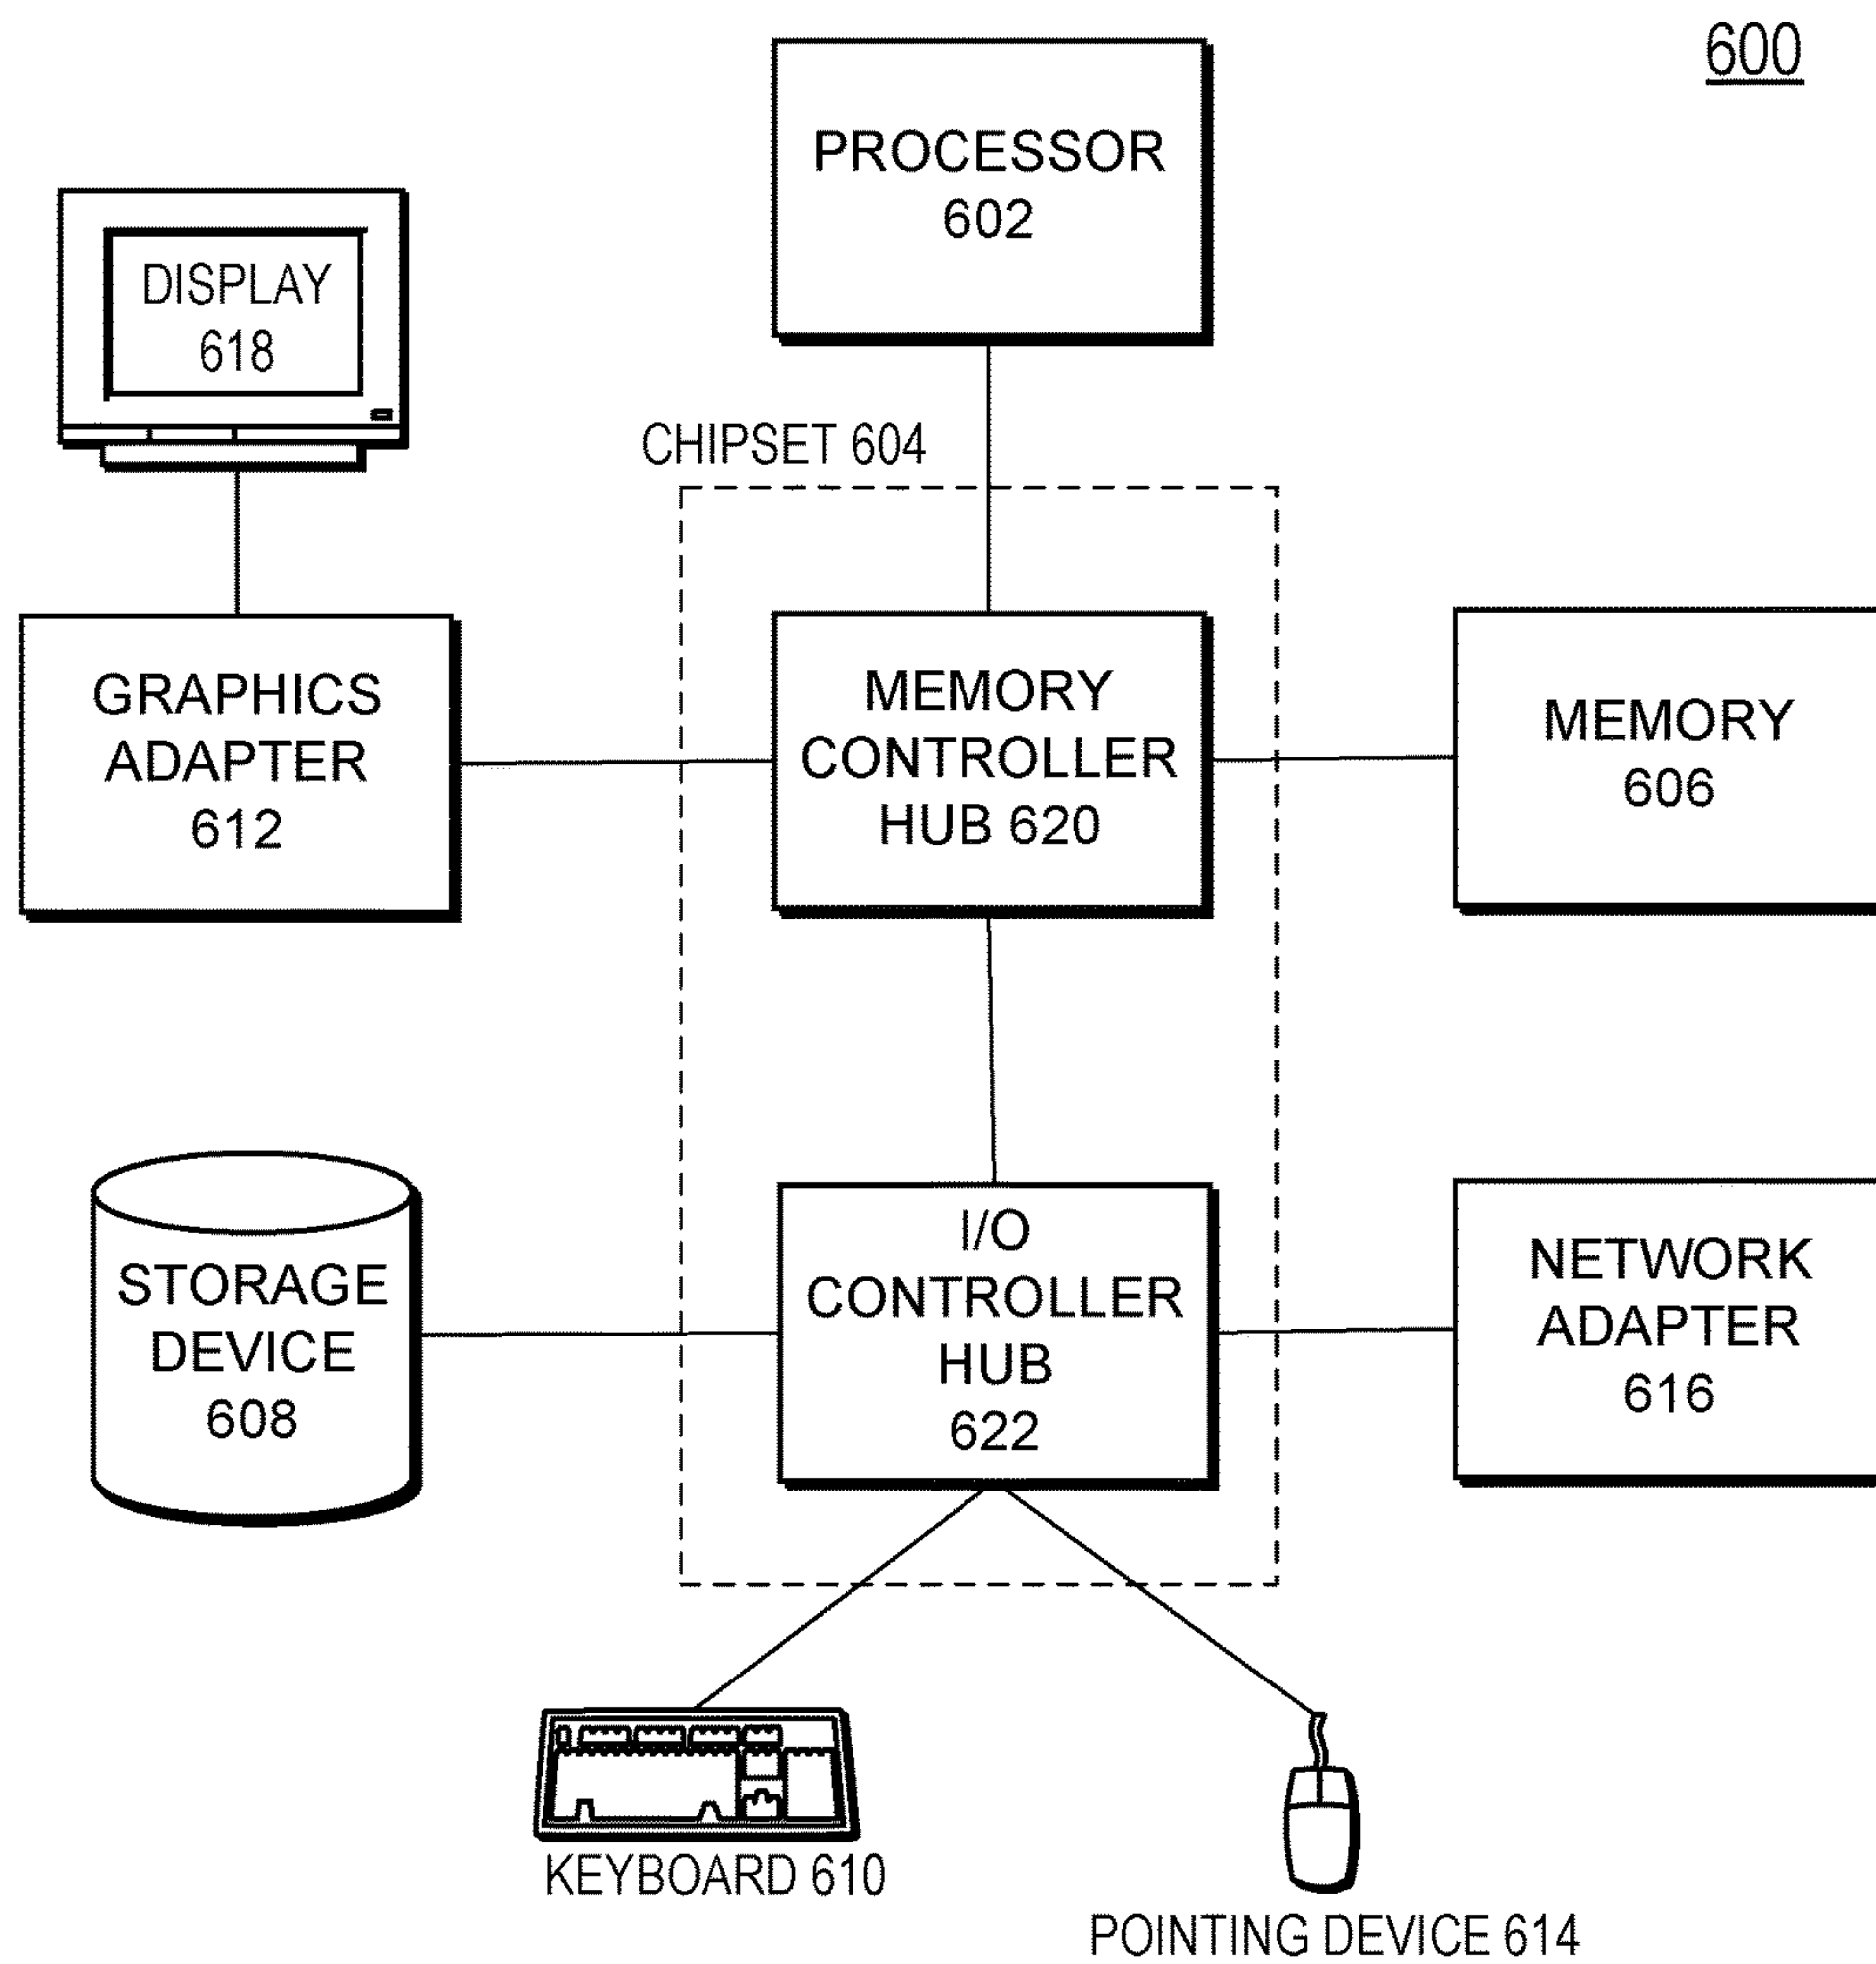 600
PROCESSOR
602
DISPLAY
618
CHIPSET 604
GRAPHICS
ADAPTER
612
MEMORY
CONTROLLER
HUB 620
MEMORY
606
STORAGE
DEVICE
608
I/O
CONTROLLER
HUB
622
NETWORK
ADAPTER
616
KEYBOARD 610
POINTING DEVICE 614